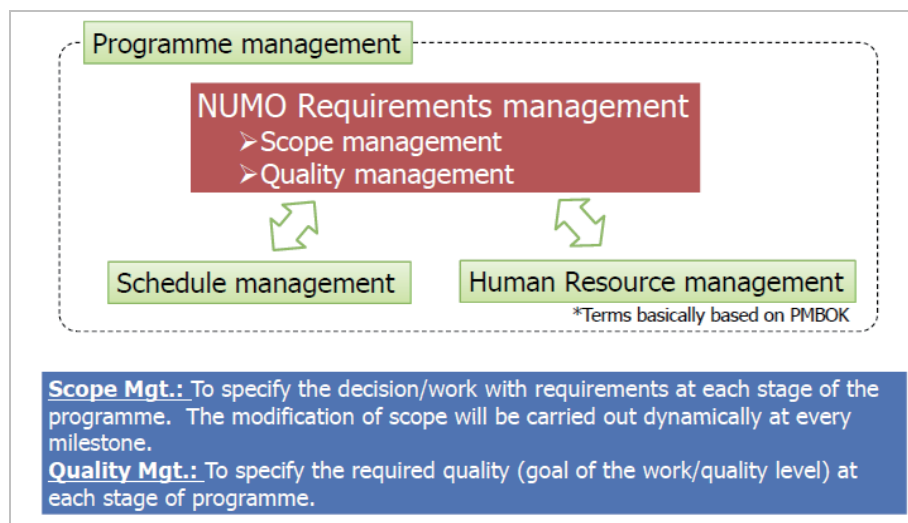 Programme management
NUMO Requirements management
➢Scope management
➢Quality management
Schedule management
Human Resource management
*Terms basically based on PMBOK
Scope Mgt.: To specify the decision/work with requirements at each stage of the
programme.  The modification of scope will be carried out dynamically at every
milestone.
Quality Mgt.: To specify the required quality (goal of the work/quality level) at
each stage of programme.